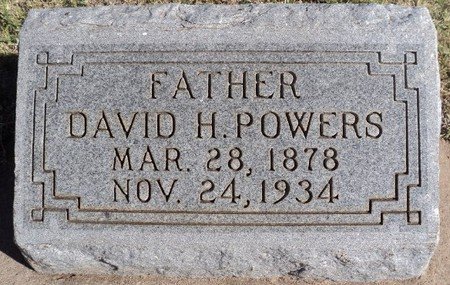 FATHER
DAVID H. POWERS
MAR. 28, 1878
NOV. 24, 1934